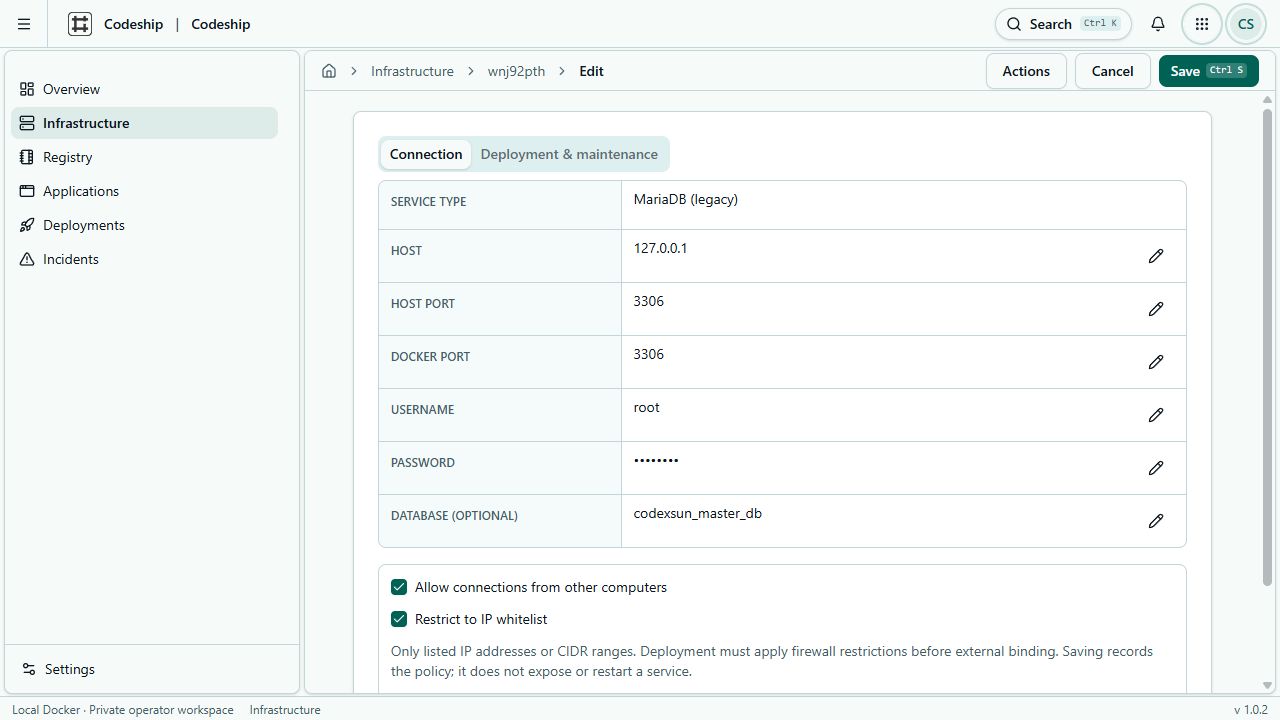 Codeship | Codeship
Search Ctrl K
CS
Overview
Infrastructure
Registry
Applications
Deployments
Incidents
Settings
Infrastructure > wnj92pth > Edit
Actions
Cancel
Save Ctrl S
Connection
Deployment & maintenance
SERVICE TYPE
MariaDB (legacy)
HOST
127.0.0.1
HOST PORT
3306
DOCKER PORT
3306
USERNAME
root
PASSWORD
••••••••
DATABASE (OPTIONAL)
codexsun_master_db
Allow connections from other computers
Restrict to IP whitelist
Only listed IP addresses or CIDR ranges. Deployment must apply firewall restrictions before external binding. Saving records
the policy; it does not expose or restart a service.
Local Docker · Private operator workspace
Infrastructure
v 1.0.2